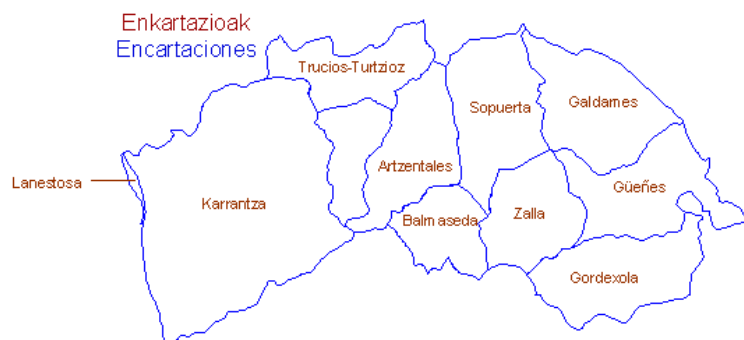 Enkartazioak
Encartaciones
Trucios-Turtzioz
Sopuerta
Galdames
Lanestosa
Karrantza
Artzentales
Güeñes
Balmaseda
Zalla
Gordexola